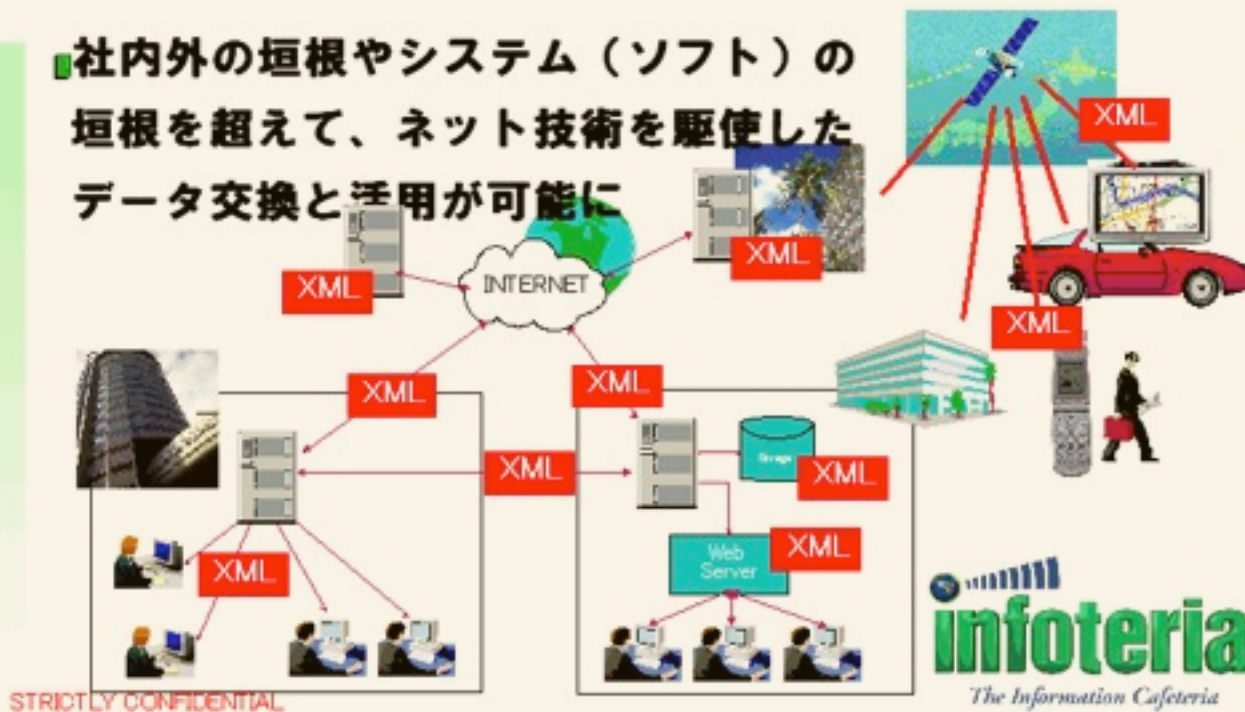 社内外の垣根やシステム（ソフト）の
垣根を超えて、ネット技術を駆使した
データ交換と活用が可能に
XML
XML
XML
INTERNET
XML
XML
XML
XML
Storage
XML
Web
Server
XML
XML
infoteria
The Information Cafeteria
STRICTLY CONFIDENTIAL